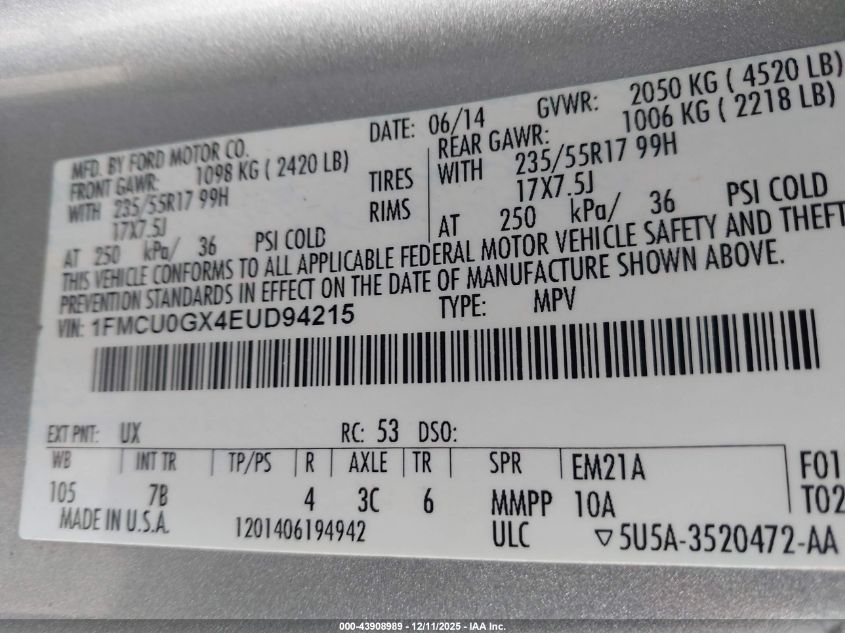 MFD. BY FORD MOTOR CO. DATE: 06/14 GVWR: 2050 KG ( 4520 LB)
FRONT GAWR: 1098 KG ( 2420 LB) REAR GAWR: 1006 KG ( 2218 LB)
WITH 235/55R17 99H TIRES WITH 235/55R17 99H
17X7.5J RIMS 17X7.5J
AT 250 kPa/ 36 PSI COLD AT 250 kPa/ 36 PSI COLD
THIS VEHICLE CONFORMS TO ALL APPLICABLE FEDERAL MOTOR VEHICLE SAFETY AND THEFT
PREVENTION STANDARDS IN EFFECT ON THE DATE OF MANUFACTURE SHOWN ABOVE.
VIN: 1FMCU0GX4EUD94215 TYPE: MPV
EXT PNT: UX RC: 53 DSO:
WB INT TR TP/PS R AXLE TR SPR EM21A F01
105 7B 4 3C 6 MMPP 10A T02
MADE IN U.S.A. 1201406194942 ULC ▽5U5A-3520472-AA
000-43908989 - 12/11/2025 - IAA Inc.